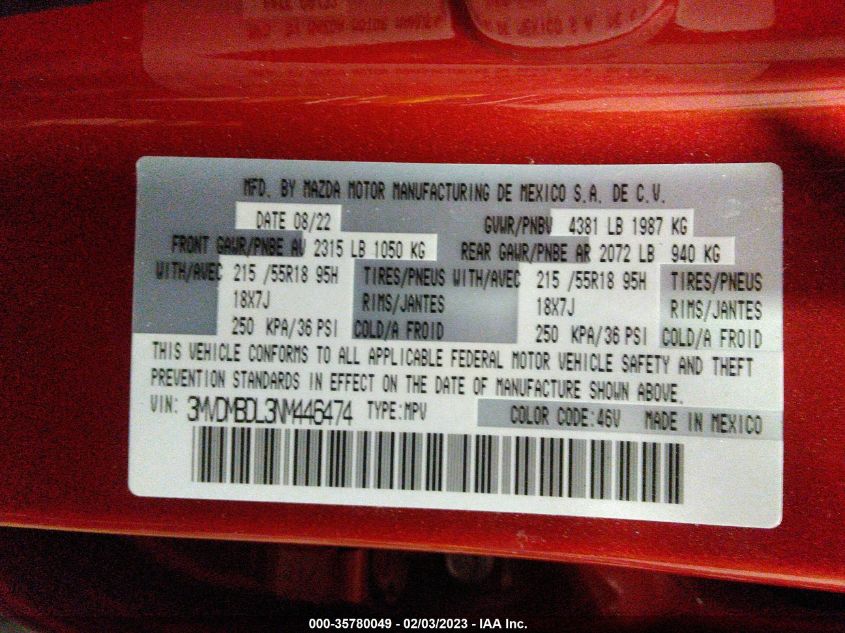 MFD. BY MAZDA MOTOR MANUFACTURING DE MEXICO S.A. DE C.V.
DATE 08/22 GVWR/PNBV 4381 LB 1987 KG
FRONT GAWR/PNBE AV 2315 LB 1050 KG REAR GAWR/PNBE AR 2072 LB 940 KG
WITH/AVEC 215 /55R18 95H TIRES/PNEUS WITH/AVEC 215 /55R18 95H TIRES/PNEUS
18X7J RIMS/JANTES 18X7J RIMS/JANTES
250 KPA/36 PSI COLD/A FROID 250 KPA/36 PSI COLD/A FROID
THIS VEHICLE CONFORMS TO ALL APPLICABLE FEDERAL MOTOR VEHICLE SAFETY AND THEFT
PREVENTION STANDARDS IN EFFECT ON THE DATE OF MANUFACTURE SHOWN ABOVE.
VIN: 3MVDMBDL3NM446474 TYPE:MPV COLOR CODE:46V MADE IN MEXICO
000-35780049 - 02/03/2023 - IAA Inc.